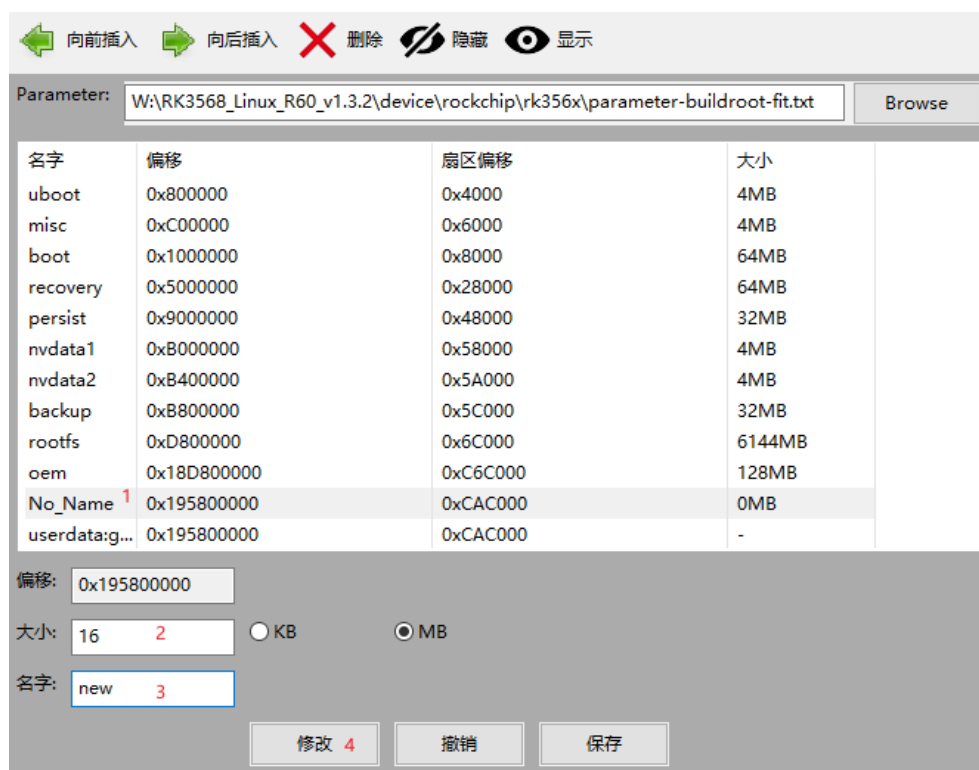 向前插入 向后插入 删除 隐藏 显示
Parameter: W:\RK3568_Linux_R60_v1.3.2\device\rockchip\rk356x\parameter-buildroot-fit.txt Browse
名字 偏移 扇区偏移 大小
uboot 0x800000 0x4000 4MB
misc 0xC00000 0x6000 4MB
boot 0x1000000 0x8000 64MB
recovery 0x5000000 0x28000 64MB
persist 0x9000000 0x48000 32MB
nvdata1 0xB000000 0x58000 4MB
nvdata2 0xB400000 0x5A000 4MB
backup 0xB800000 0x5C000 32MB
rootfs 0xD800000 0x6C000 6144MB
oem 0x18D800000 0xC6C000 128MB
No_Name 1 0x195800000 0xCAC000 0MB
userdata:g... 0x195800000 0xCAC000 -
偏移: 0x195800000
大小: 16 2 KB MB
名字: new 3
修改 4 撤销 保存